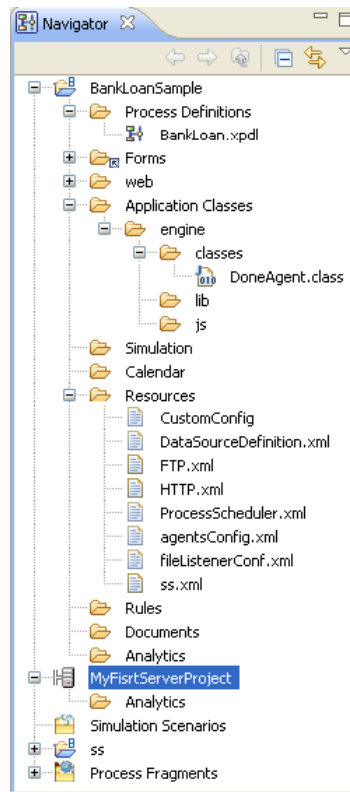 Navigator
BankLoanSample
Process Definitions
BankLoan.xpdl
Forms
web
Application Classes
engine
classes
DoneAgent.class
lib
js
Simulation
Calendar
Resources
CustomConfig
DataSourceDefinition.xml
FTP.xml
HTTP.xml
ProcessScheduler.xml
agentsConfig.xml
fileListenerConf.xml
ss.xml
Rules
Documents
Analytics
MyFisrtServerProject
Analytics
Simulation Scenarios
ss
Process Fragments